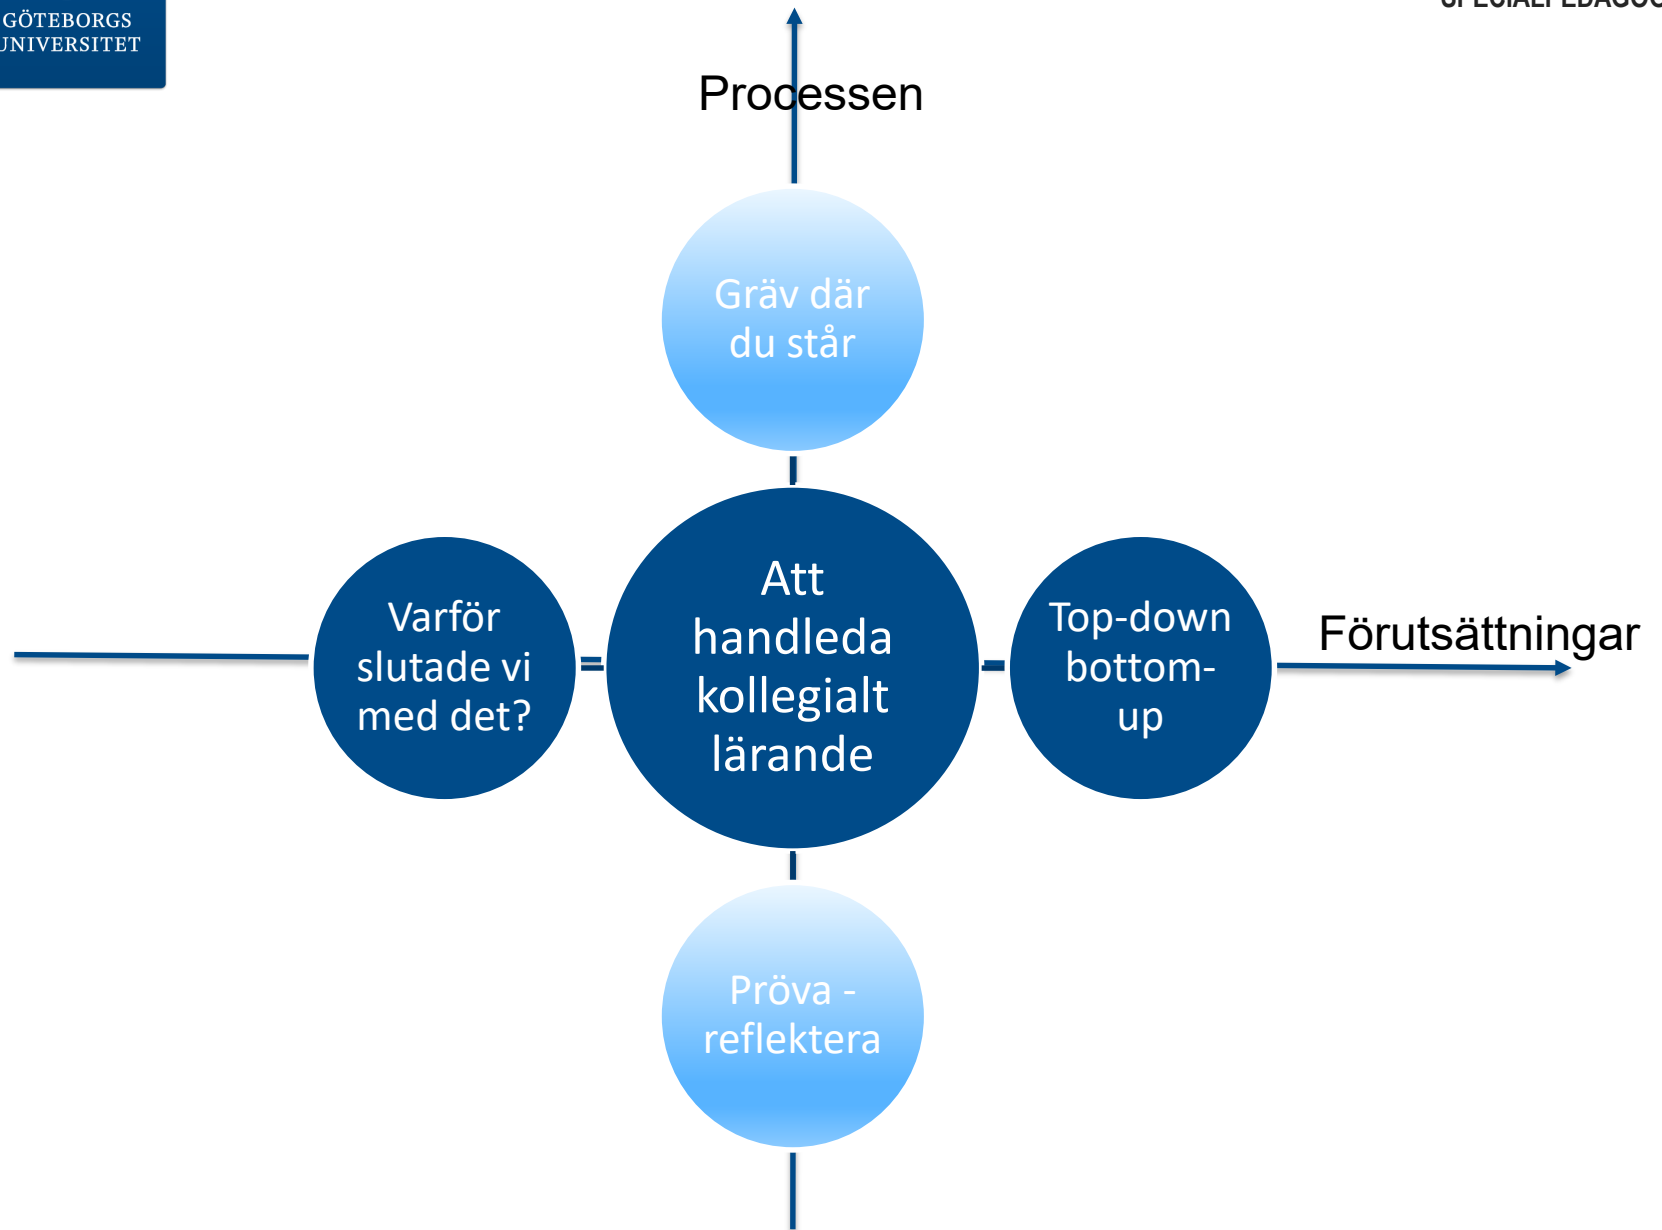 GÖTEBORGS
UNIVERSITET
Processen
Gräv där
du står
Varför
slutade vi
med det?
Att
handleda
kollegialt
lärande
Top-down
bottom-
up
Förutsättningar
Pröva -
reflektera